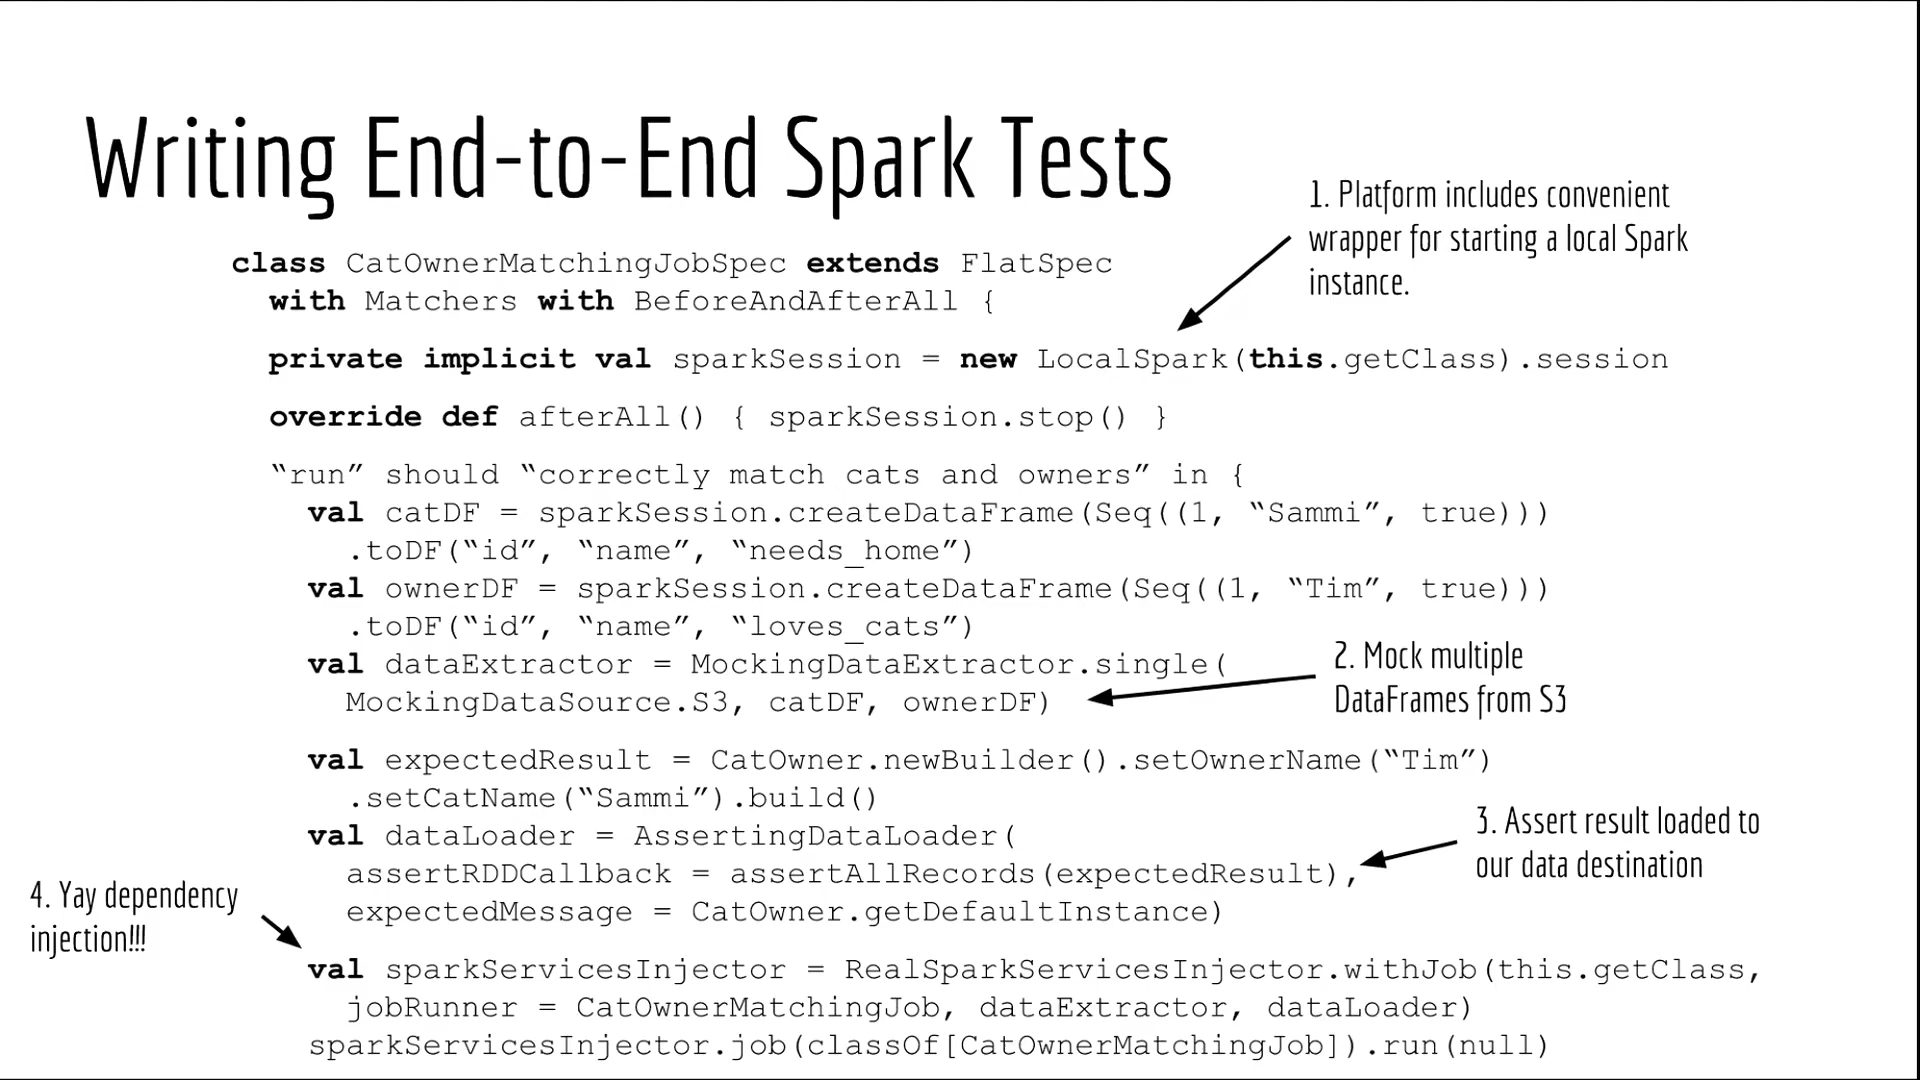 Writing End-to-End Spark Tests
1. Platform includes convenient
wrapper for starting a local Spark
instance.
class CatOwnerMatchingJobSpec extends FlatSpec
with Matchers with BeforeAndAfterAll {
private implicit val sparkSession = new LocalSpark(this.getClass).session
override def afterAll() { sparkSession.stop() }
“run” should “correctly match cats and owners” in {
val catDF = sparkSession.createDataFrame(Seq((1, “Sammi”, true)))
.toDF(“id”, “name”, “needs_home”)
val ownerDF = sparkSession.createDataFrame(Seq((1, “Tim”, true)))
.toDF(“id”, “name”, “loves_cats”)
val dataExtractor = MockingDataExtractor.single(
MockingDataSource.S3, catDF, ownerDF)
2. Mock multiple
DataFrames from S3
val expectedResult = CatOwner.newBuilder().setOwnerName(“Tim”)
.setCatName(“Sammi”).build()
val dataLoader = AssertingDataLoader(
assertRDDCallback = assertAllRecords(expectedResult),
expectedMessage = CatOwner.getDefaultInstance)
3. Assert result loaded to
our data destination
4. Yay dependency
injection!!!
val sparkServicesInjector = RealSparkServicesInjector.withJob(this.getClass,
jobRunner = CatOwnerMatchingJob, dataExtractor, dataLoader)
sparkServicesInjector.job(classOf[CatOwnerMatchingJob]).run(null)